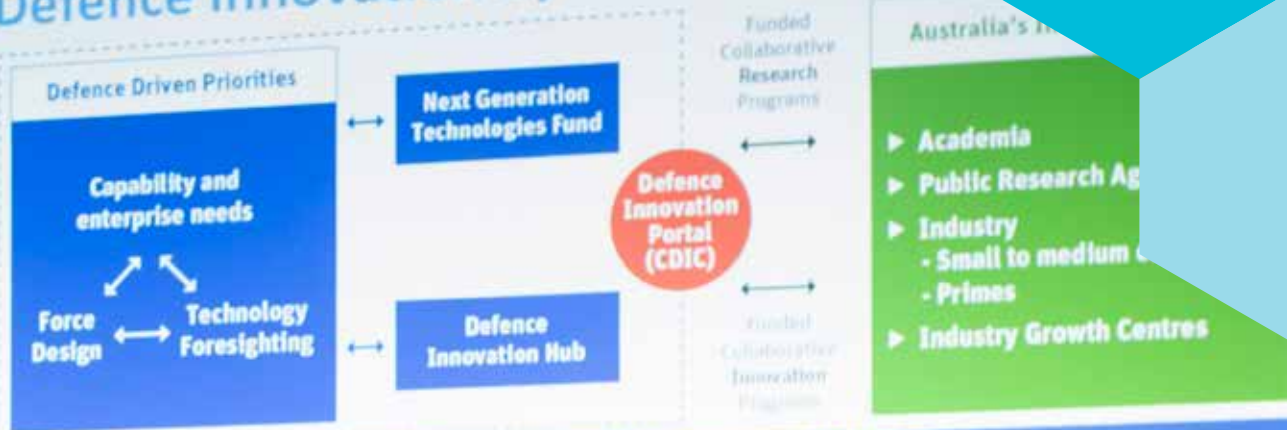 Defence
Defence Driven Priorities
Capability and
enterprise needs
Force
Design
Technology
Foresighting
Next Generation
Technologies Fund
Defence
Innovation Hub
Defence
Innovation
Portal
(CDIC)
Funded
Collaborative
Research
Programs
Funded
Collaborative
Innovation
Programs
Australia's
▶ Academia
▶ Public Research
▶ Industry
- Small to medium
- Primes
▶ Industry Growth Centres